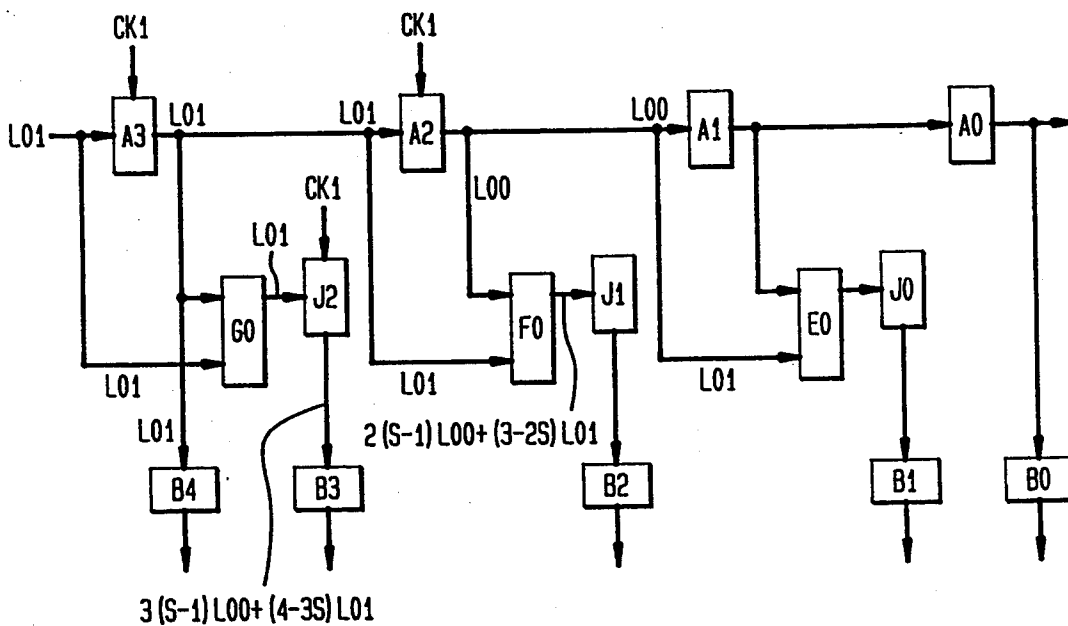 CK1
CK1
L01
A3
L01
L01
A2
L00
A1
A0
CK1
L00
L01
G0
J2
F0
J1
E0
J0
L01
L01
L01
L01
2(S-1)L00+(3-2S)L01
B4
B3
B2
B1
B0
3(S-1)L00+(4-3S)L01